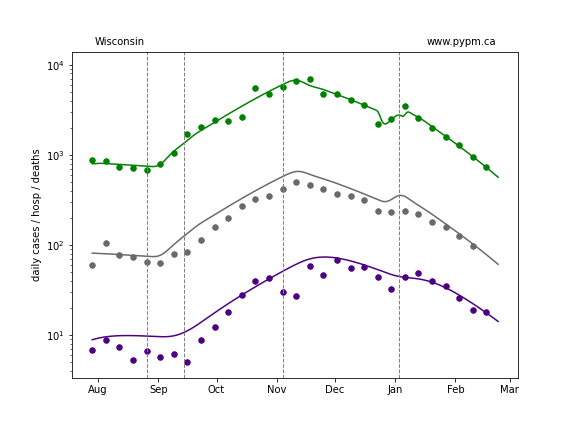 Wisconsin www.pypm.ca
daily cases / hosp / deaths
10^4
10^3
10^2
10^1
Aug Sep Oct Nov Dec Jan Feb Mar